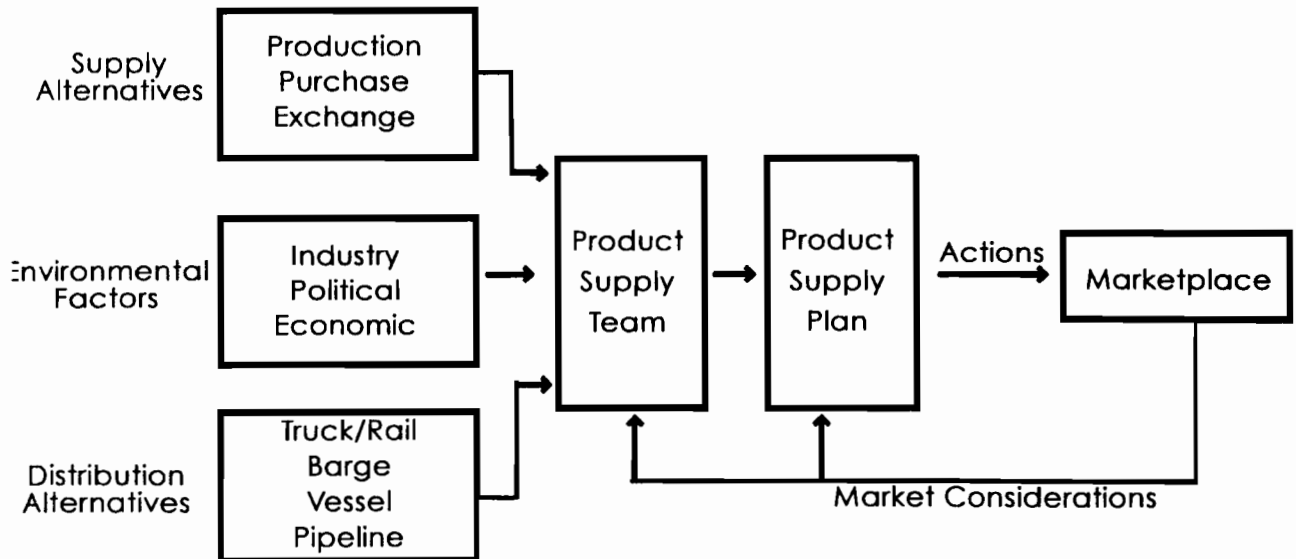 Supply
Alternatives
Production
Purchase
Exchange
Environmental
Factors
Industry
Political
Economic
Distribution
Alternatives
Truck/Rail
Barge
Vessel
Pipeline
Product
Supply
Team
Product
Supply
Plan
Actions
Marketplace
Market Considerations